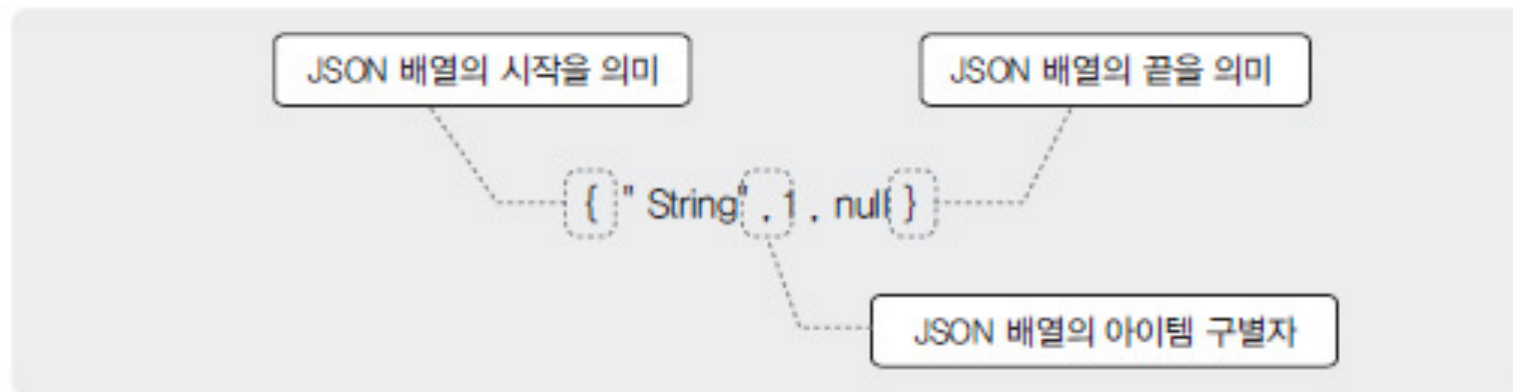 JSON 배열의 시작을 의미
JSON 배열의 끝을 의미
{ " String" , 1 , null }
JSON 배열의 아이템 구별자